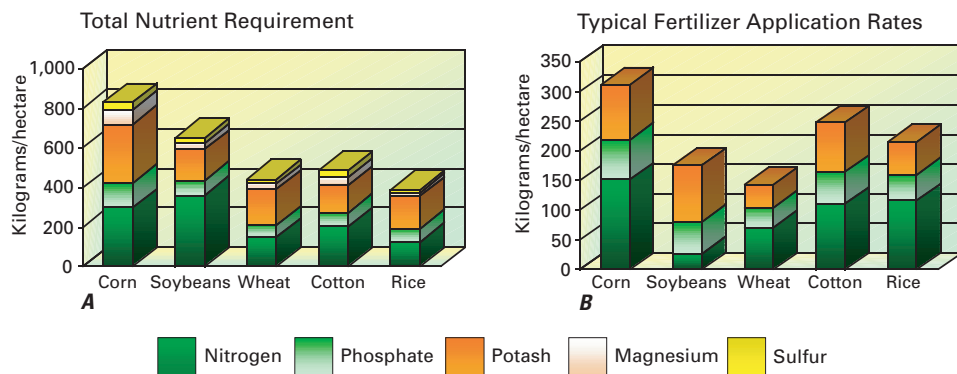 Total Nutrient Requirement
Kilograms/hectare
1,000
800
600
400
200
0
Corn Soybeans Wheat Cotton Rice
A
Typical Fertilizer Application Rates
Kilograms/hectare
350
300
250
200
150
100
50
0
Corn Soybeans Wheat Cotton Rice
B
Nitrogen Phosphate Potash Magnesium Sulfur